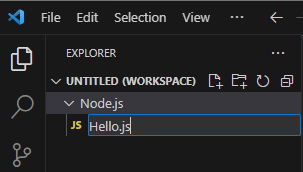 File Edit Selection View ...
EXPLORER ...
UNTITLED (WORKSPACE)
Node.js
JS Hello.js